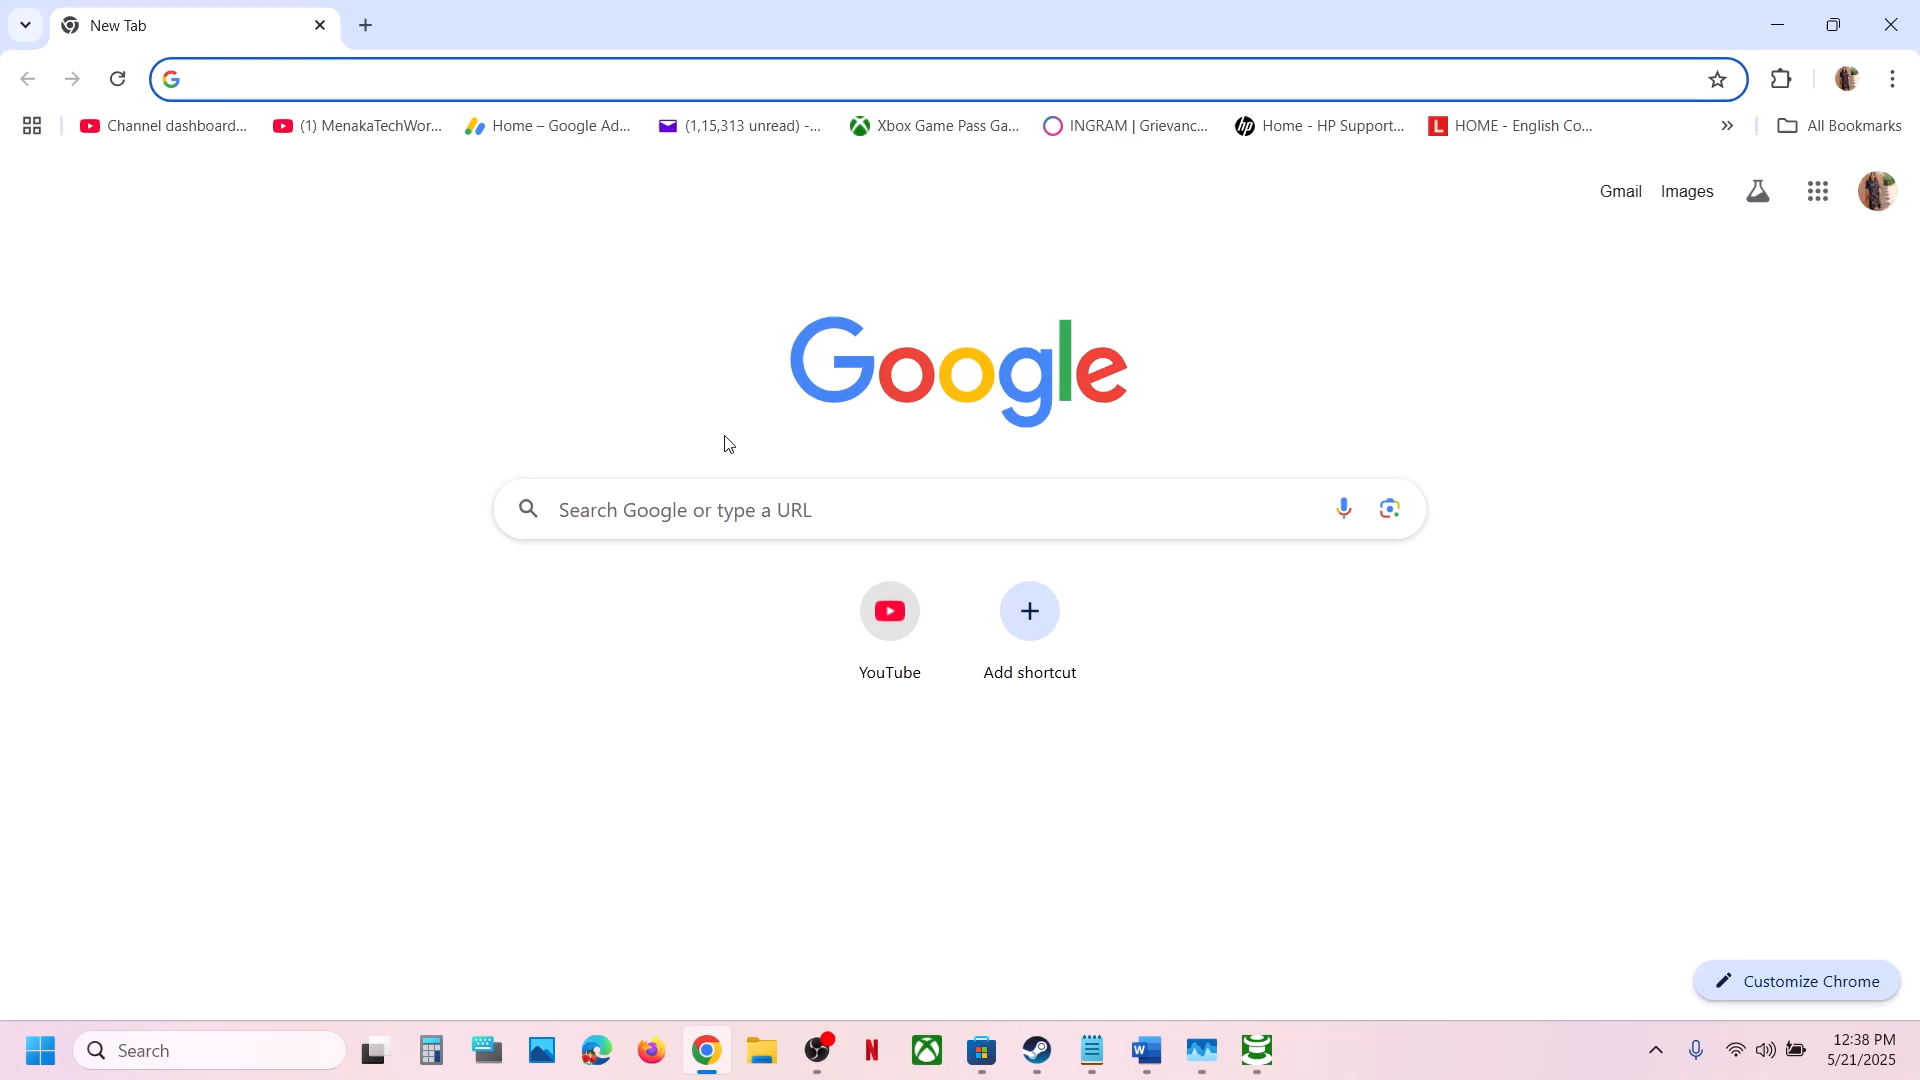 New Tab
Channel dashboard...
(1) MenakaTechWor...
Home – Google Ad...
(1,15,313 unread) -...
Xbox Game Pass Ga...
INGRAM | Grievanc...
Home - HP Support...
HOME - English Co...
All Bookmarks
Gmail
Images
Google
Search Google or type a URL
YouTube
Add shortcut
Customize Chrome
Search
12:38 PM
5/21/2025